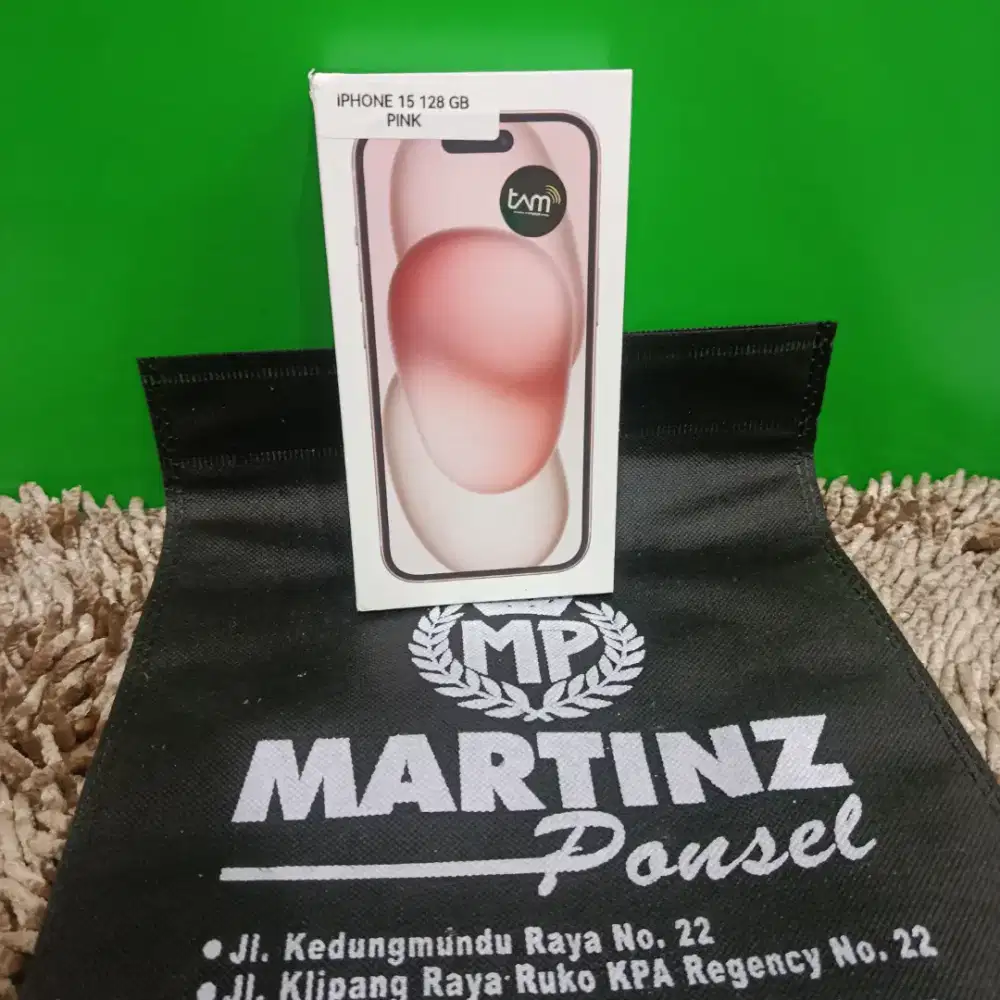 iPHONE 15 128 GB
PINK
tam
MP
MARTINZ
Ponsel
• Jl. Kedungmundu Raya No. 22
• Jl. Klipang Raya Ruko KPA Regency No. 22